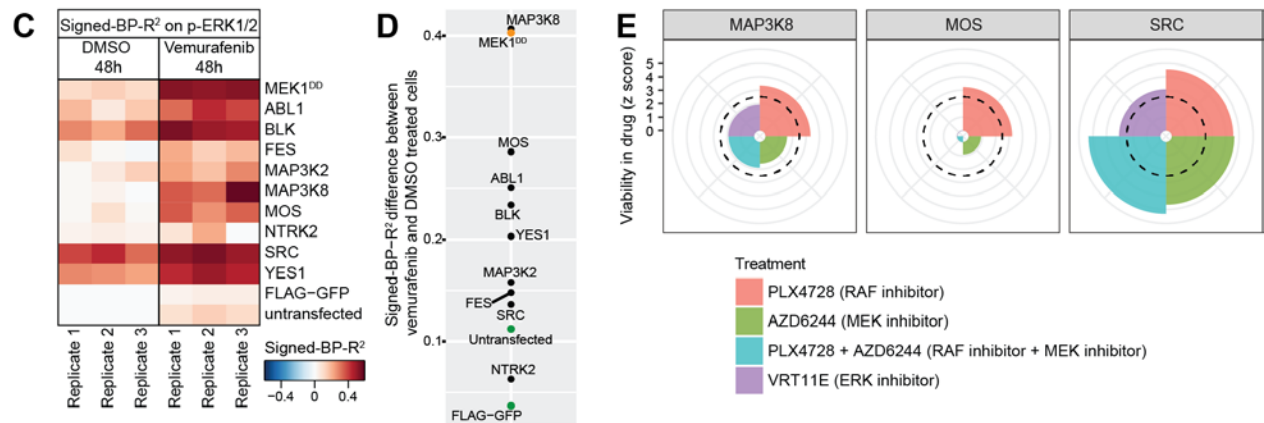 C
Signed-BP-R² on p-ERK1/2
DMSO
48h
Vemurafenib
48h
MEK1ᴰᴰ
ABL1
BLK
FES
MAP3K2
MAP3K8
MOS
NTRK2
SRC
YES1
FLAG−GFP
untransfected
Replicate 1
Replicate 2
Replicate 3
Replicate 1
Replicate 2
Replicate 3
Signed-BP-R²
−0.4 0 0.4
D
Signed-BP−R² difference between
vemurafenib and DMSO treated cells
0.4
0.3
0.2
0.1
MAP3K8
MEK1ᴰᴰ
MOS
ABL1
BLK
YES1
MAP3K2
FES
SRC
Untransfected
NTRK2
FLAG−GFP
E
Viability in drug (z score)
5
4
3
2
1
0
MAP3K8
MOS
SRC
Treatment
PLX4728 (RAF inhibitor)
AZD6244 (MEK inhibitor)
PLX4728 + AZD6244 (RAF inhibitor + MEK inhibitor)
VRT11E (ERK inhibitor)